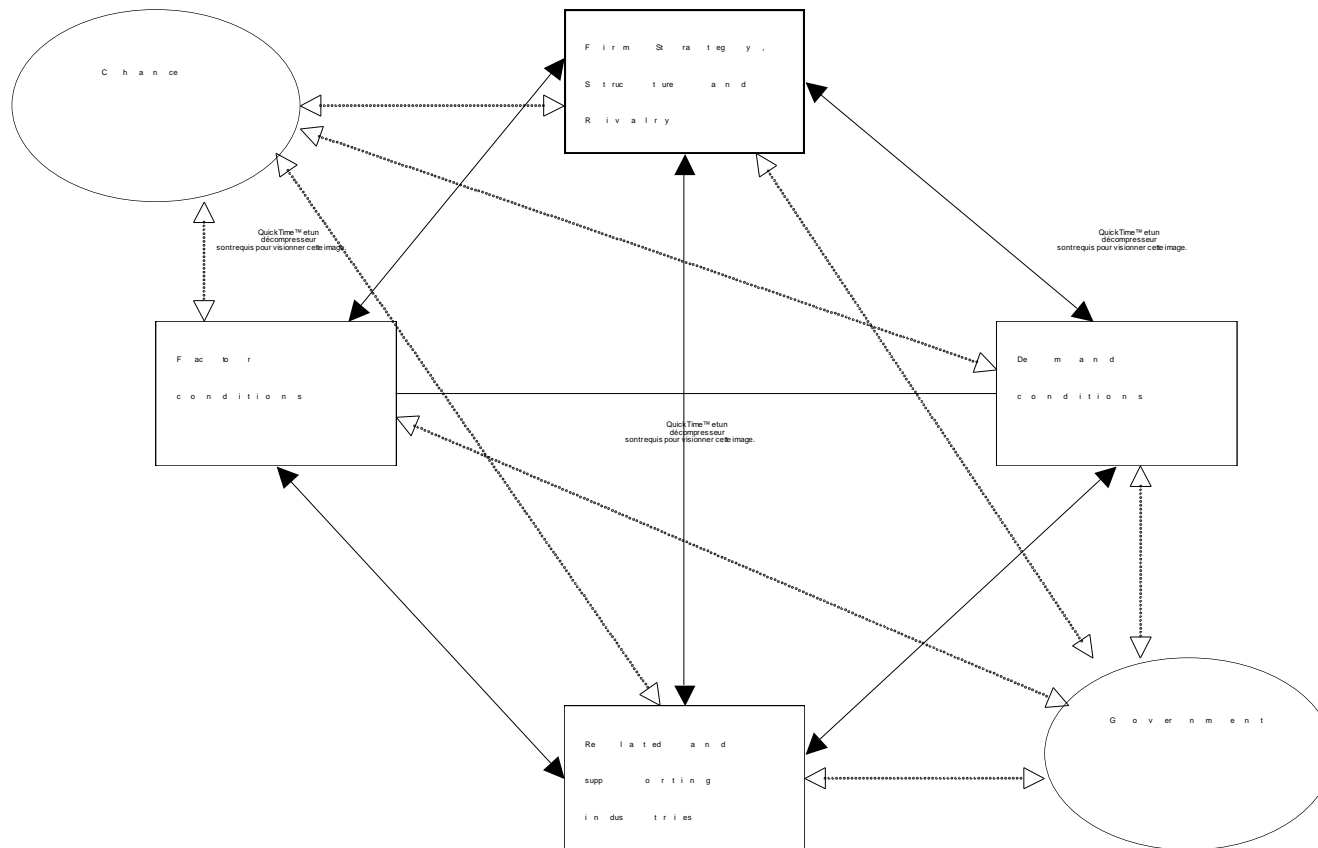 Chance
Firm Strategy,
Structure and
Rivalry
QuickTime™ et un
décompresseur
sont requis pour visionner cette image.
QuickTime™ et un
décompresseur
sont requis pour visionner cette image.
Factor
conditions
Demand
conditions
QuickTime™ et un
décompresseur
sont requis pour visionner cette image.
Government
Related and
supporting
industries